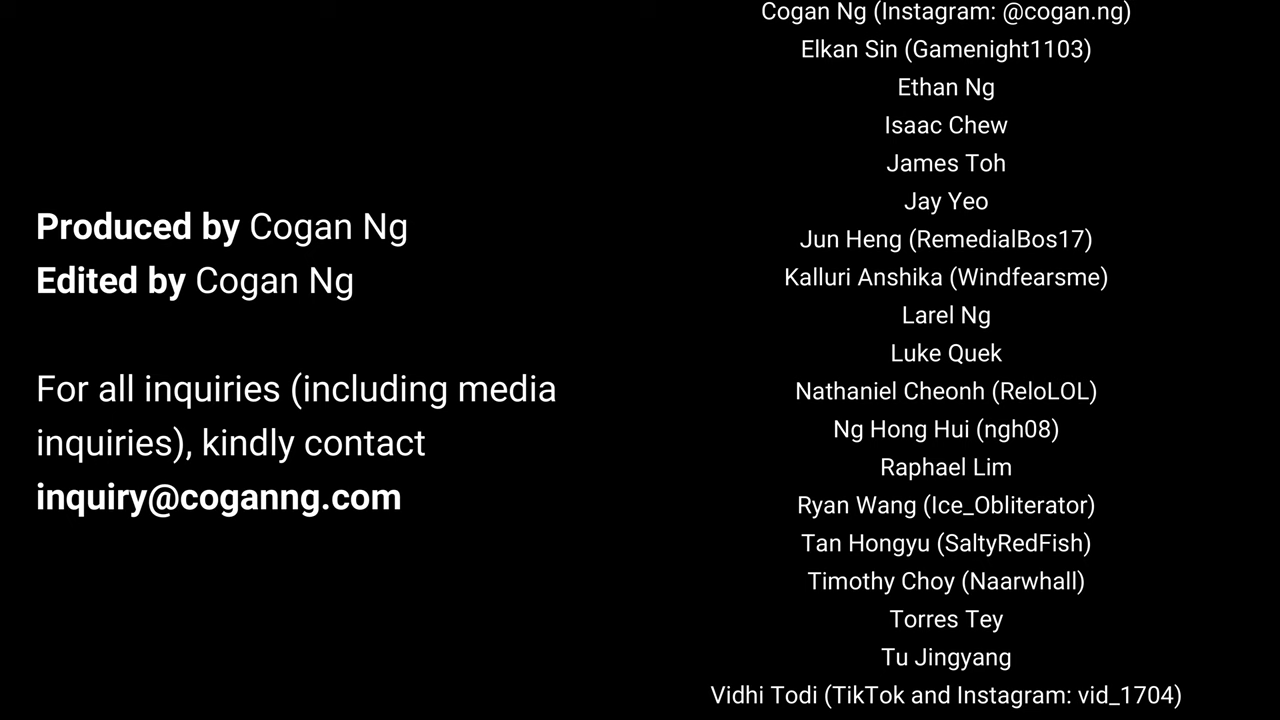 Produced by Cogan Ng
Edited by Cogan Ng
For all inquiries (including media
inquiries), kindly contact
inquiry@coganng.com
Cogan Ng (Instagram: @cogan.ng)
Elkan Sin (Gamenight1103)
Ethan Ng
Isaac Chew
James Toh
Jay Yeo
Jun Heng (RemedialBos17)
Kalluri Anshika (Windfearsme)
Larel Ng
Luke Quek
Nathaniel Cheonh (ReloLOL)
Ng Hong Hui (ngh08)
Raphael Lim
Ryan Wang (Ice_Obliterator)
Tan Hongyu (SaltyRedFish)
Timothy Choy (Naarwhall)
Torres Tey
Tu Jingyang
Vidhi Todi (TikTok and Instagram: vid_1704)